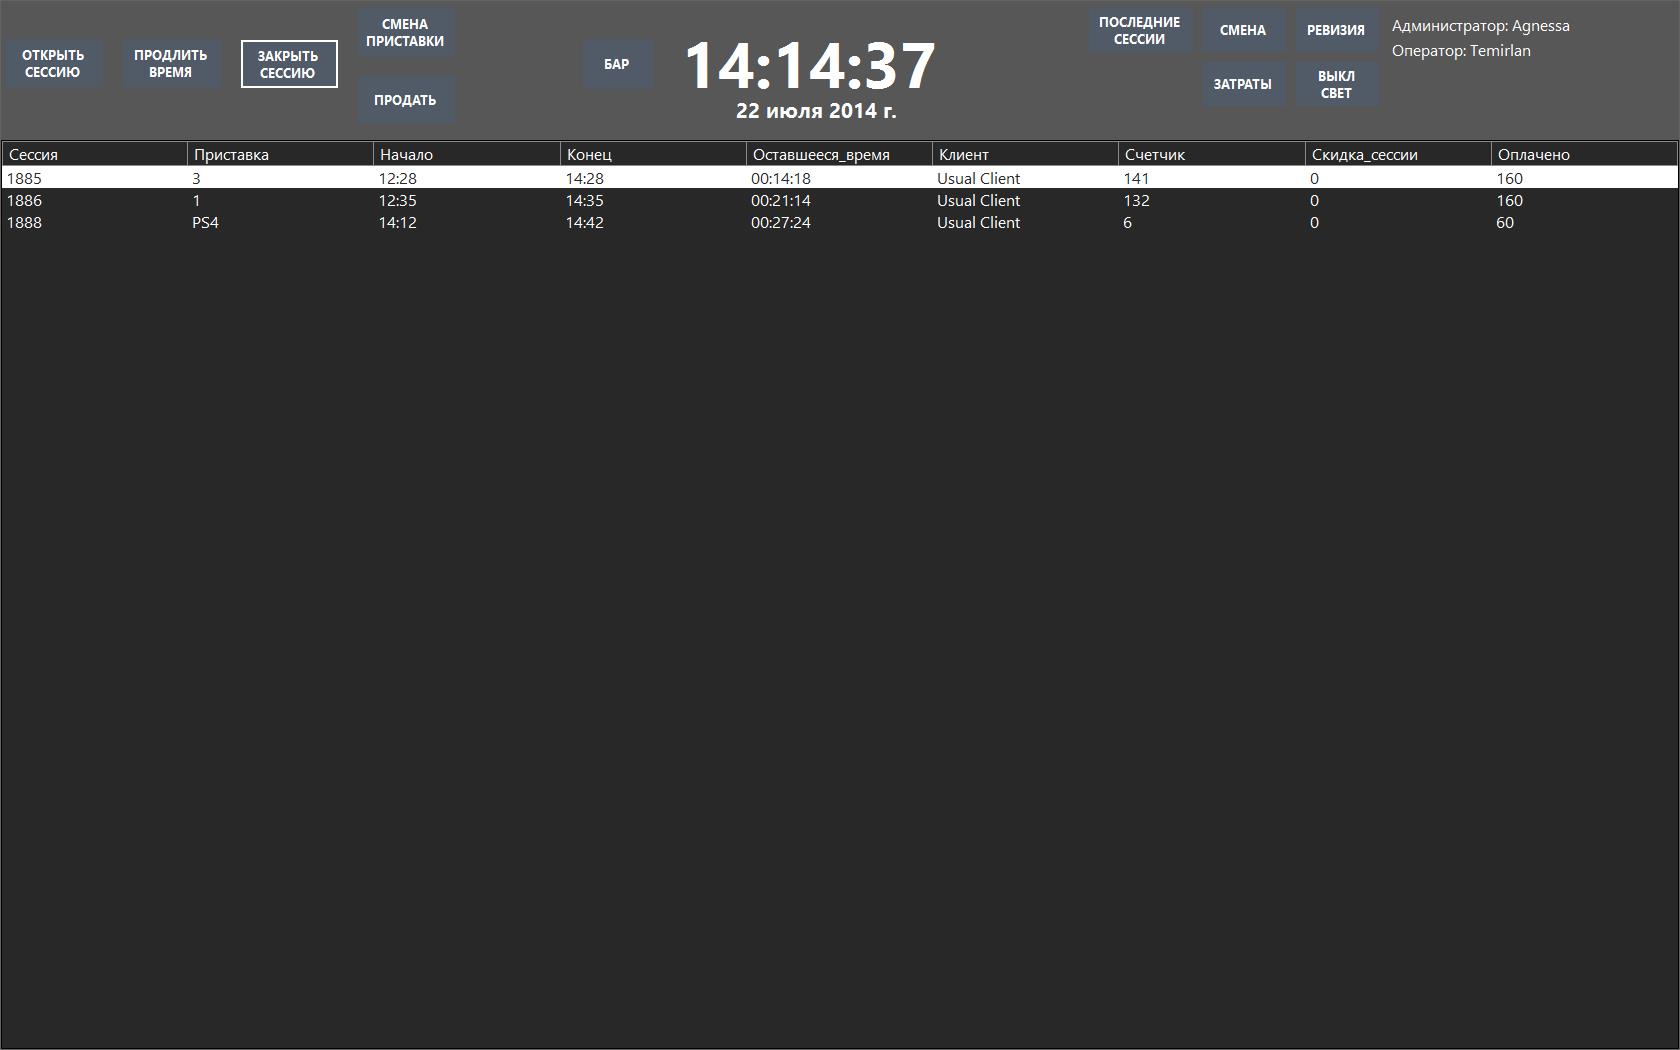 ОТКРЫТЬ
СЕССИЮ
ПРОДЛИТЬ
ВРЕМЯ
ЗАКРЫТЬ
СЕССИЮ
СМЕНА
ПРИСТАВКИ
ПРОДАТЬ
БАР
14:14:37
22 июля 2014 г.
ПОСЛЕДНИЕ
СЕССИИ
СМЕНА
РЕВИЗИЯ
ЗАТРАТЫ
ВЫКЛ
СВЕТ
Администратор: Agnessa
Оператор: Temirlan
Сессия Приставка Начало Конец Оставшееся_время Клиент Счетчик Скидка_сессии Оплачено
1885 3 12:28 14:28 00:14:18 Usual Client 141 0 160
1886 1 12:35 14:35 00:21:14 Usual Client 132 0 160
1888 PS4 14:12 14:42 00:27:24 Usual Client 6 0 60